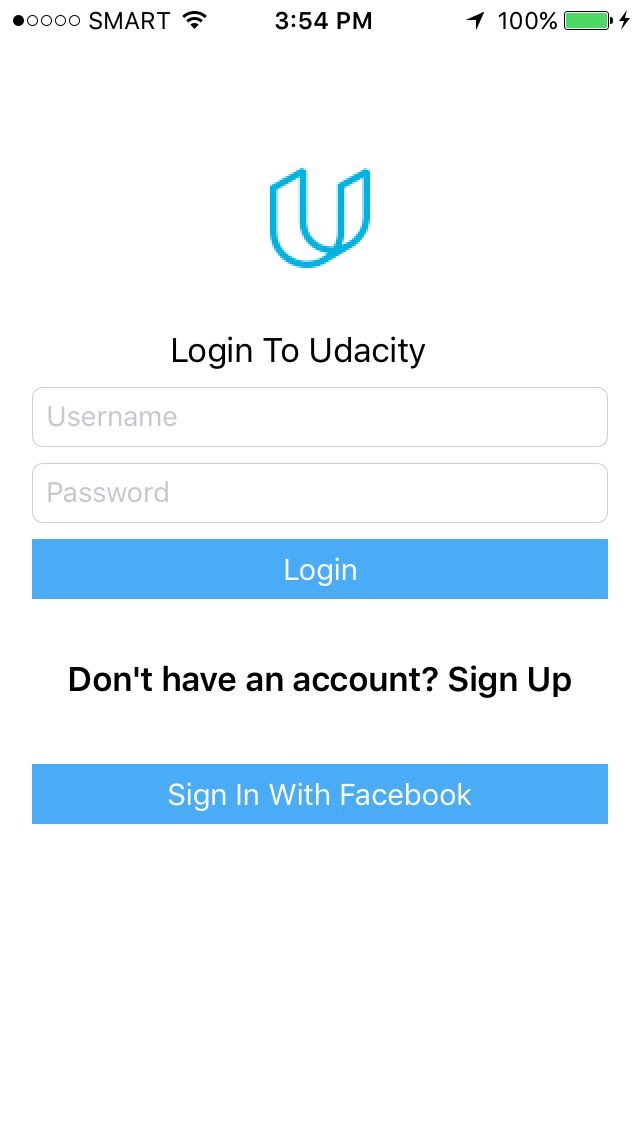 SMART 3:54 PM 100%
Login To Udacity
Username
Password
Login
Don't have an account? Sign Up
Sign In With Facebook